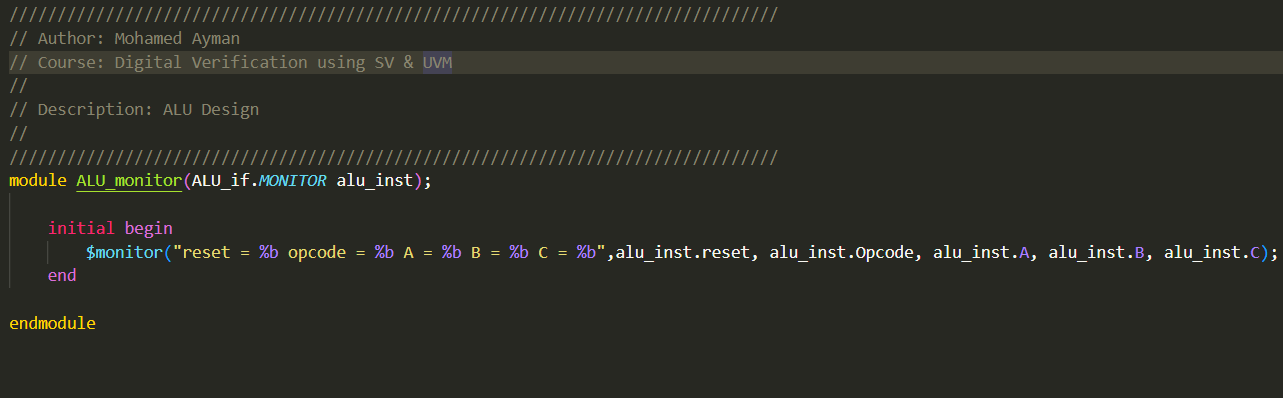 ////////////////////////////////////////////////////////////////////////////////
// Author: Mohamed Ayman
// Course: Digital Verification using SV & UVM
//
// Description: ALU Design
//
////////////////////////////////////////////////////////////////////////////////
module ALU_monitor(ALU_if.MONITOR alu_inst);
initial begin
$monitor("reset = %b opcode = %b A = %b B = %b C = %b",alu_inst.reset, alu_inst.Opcode, alu_inst.A, alu_inst.B, alu_inst.C);
end
endmodule